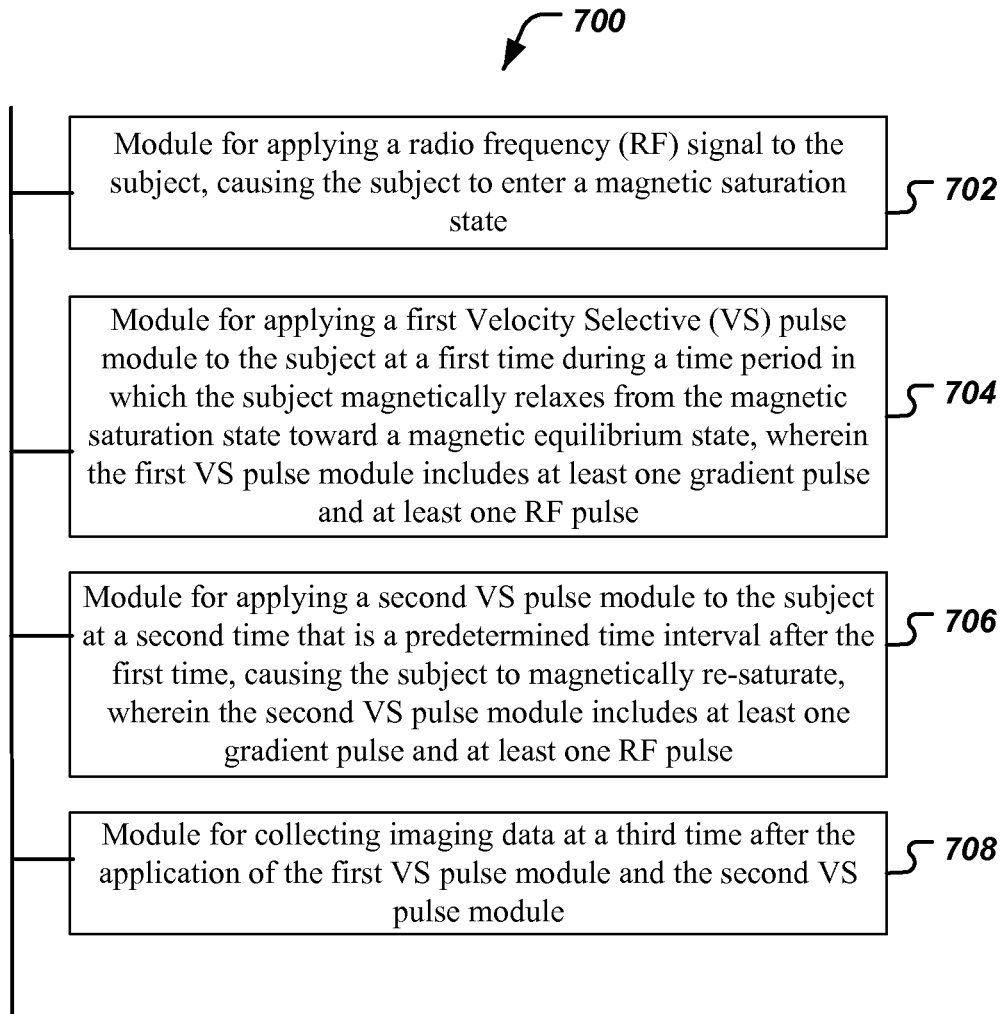 700
Module for applying a radio frequency (RF) signal to the
subject, causing the subject to enter a magnetic saturation
state
702
Module for applying a first Velocity Selective (VS) pulse
module to the subject at a first time during a time period in
which the subject magnetically relaxes from the magnetic
saturation state toward a magnetic equilibrium state, wherein
the first VS pulse module includes at least one gradient pulse
and at least one RF pulse
704
Module for applying a second VS pulse module to the subject
at a second time that is a predetermined time interval after the
first time, causing the subject to magnetically re-saturate,
wherein the second VS pulse module includes at least one
gradient pulse and at least one RF pulse
706
Module for collecting imaging data at a third time after the
application of the first VS pulse module and the second VS
pulse module
708